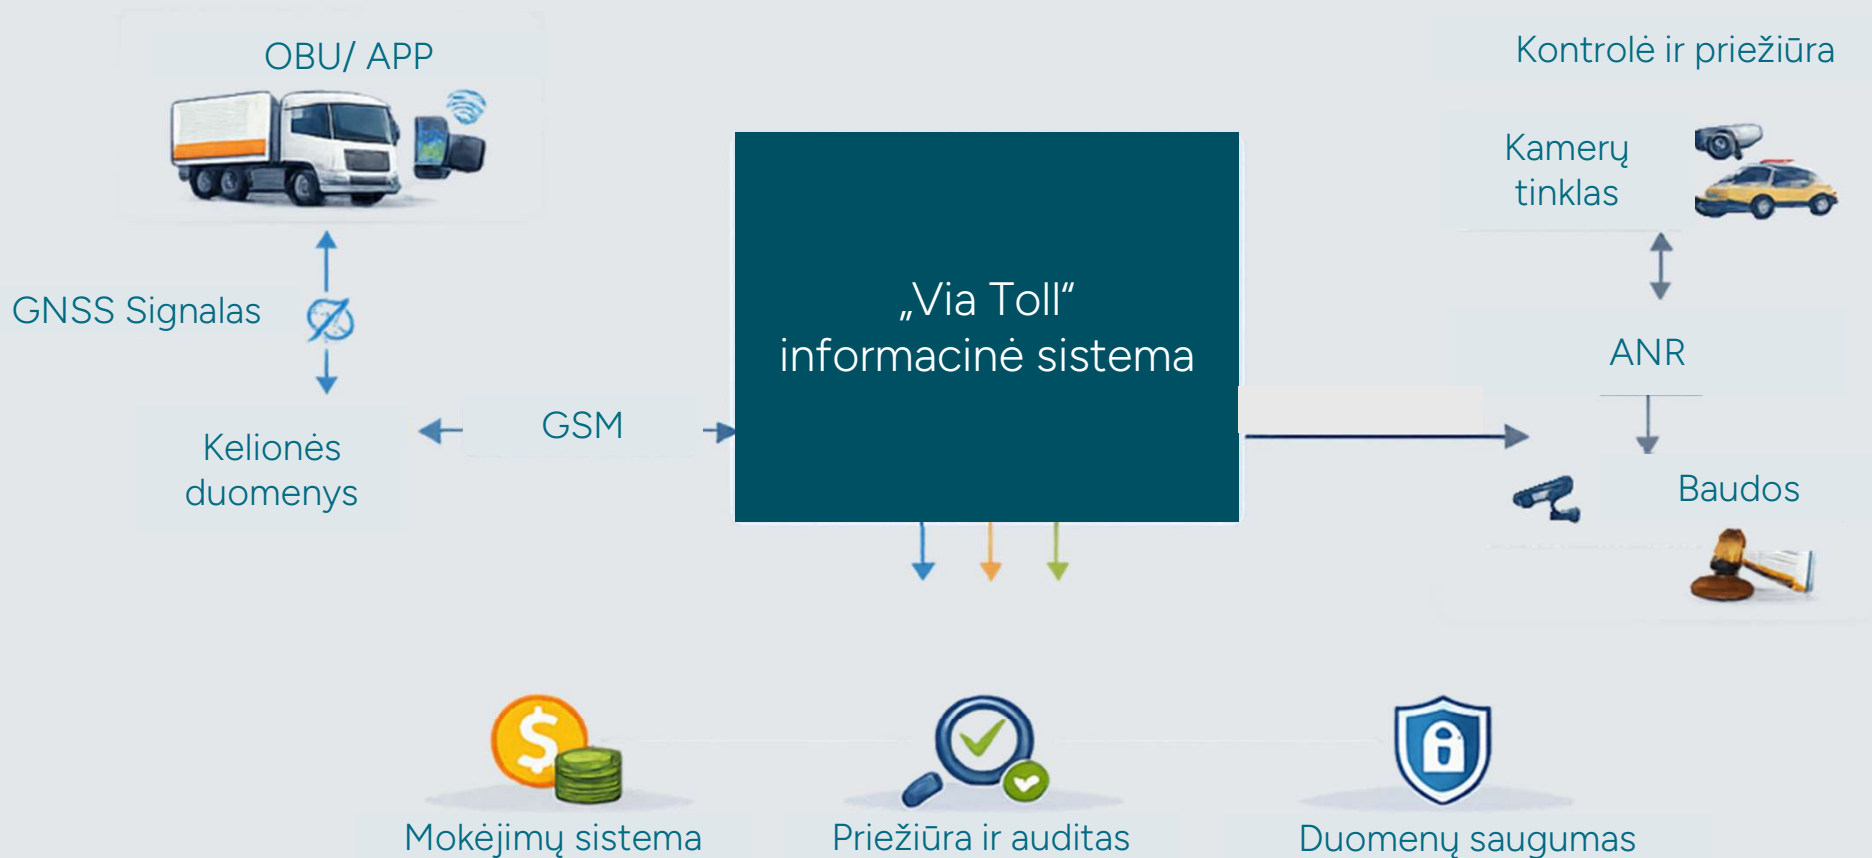 OBU/ APP
Kontrolė ir priežiūra
Kamerų
tinklas
GNSS Signalas
„Via Toll“
informacinė sistema
ANR
GSM
Kelionės
duomenys
Baudos
Mokėjimų sistema
Priežiūra ir auditas
Duomenų saugumas